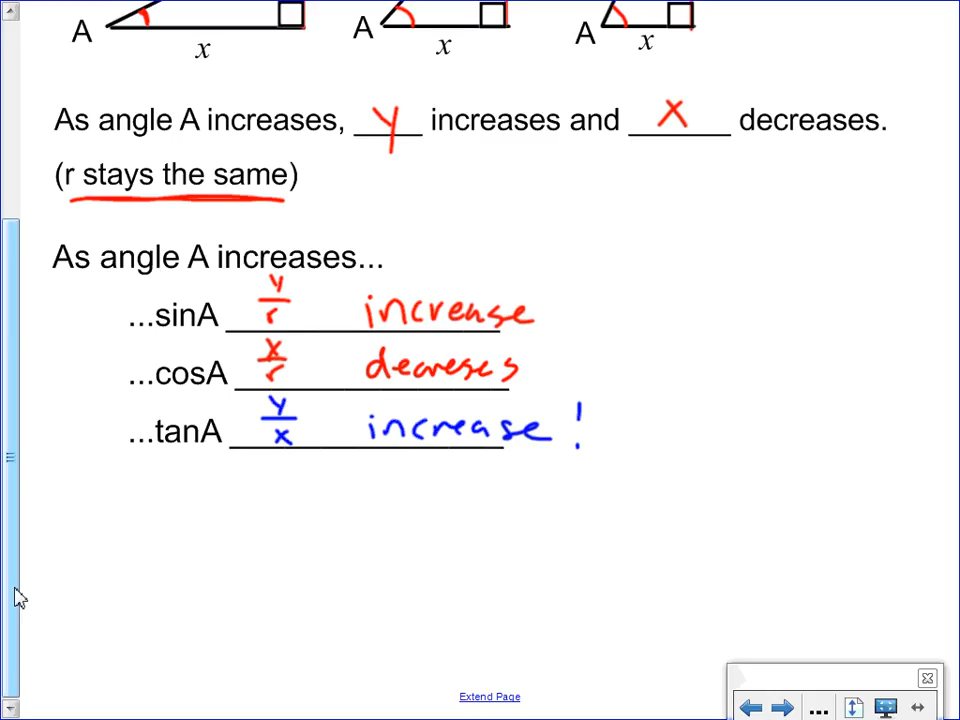 A A A
x x x
As angle A increases, y increases and x decreases.
(r stays the same)
As angle A increases...
...sinA y/r increase
...cosA x/r decreses
...tanA y/x increase !
Extend Page
...